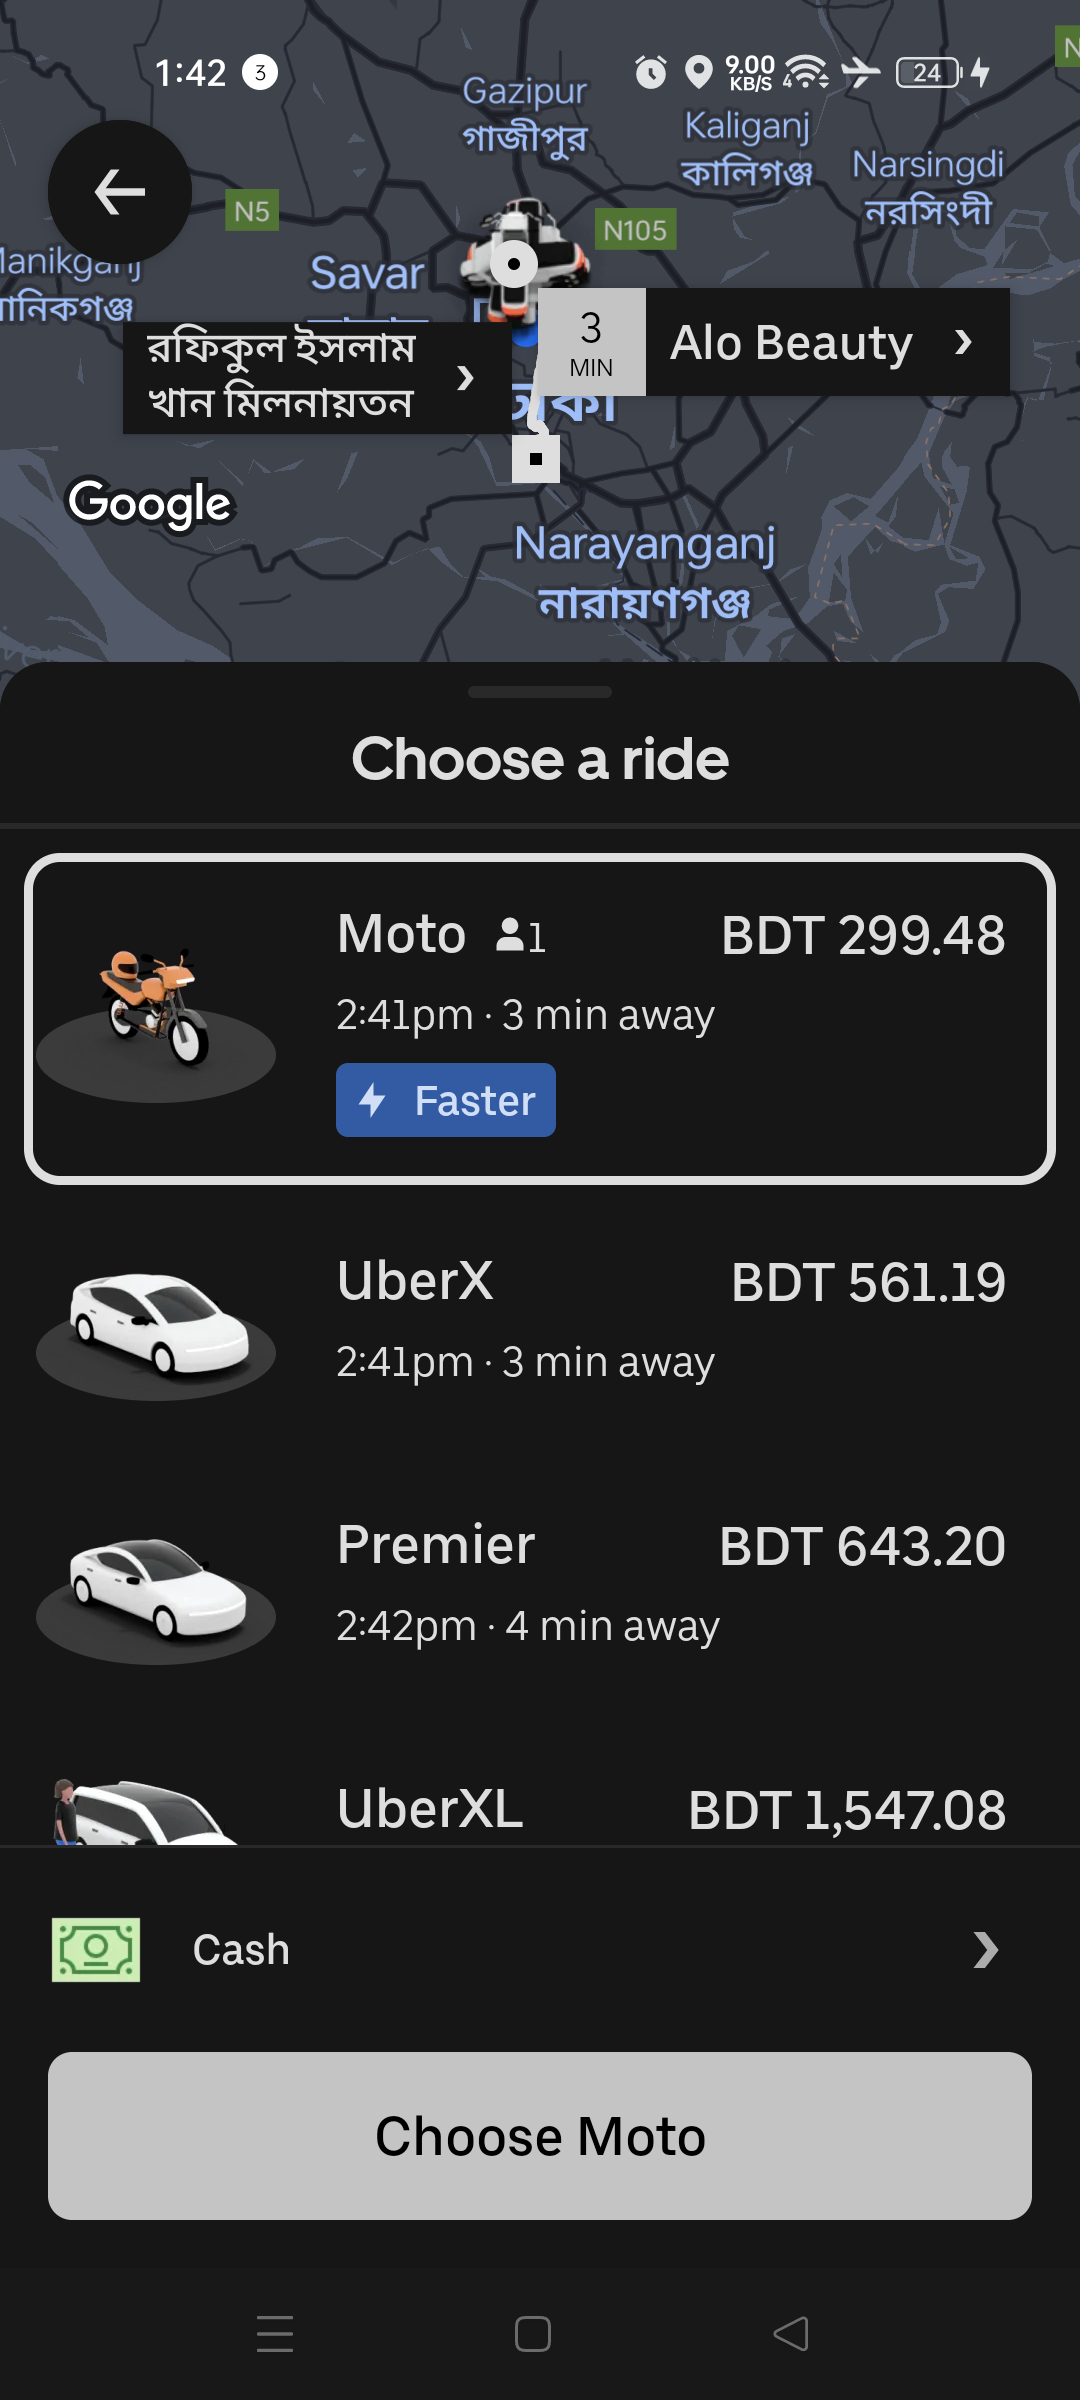 1:42
3
9.00
KB/S
4
24
Gazipur
গাজীপুর
Kaliganj
কালিগঞ্জ
Narsingdi
নরসিংদী
N5
N105
Savar
রফিকুল ইসলাম
খান মিলনায়তন
3
MIN
Alo Beauty
Google
Narayanganj
নারায়ণগঞ্জ
Choose a ride
Moto 1 BDT 299.48
2:41pm · 3 min away
Faster
UberX BDT 561.19
2:41pm · 3 min away
Premier BDT 643.20
2:42pm · 4 min away
UberXL BDT 1,547.08
Cash
Choose Moto